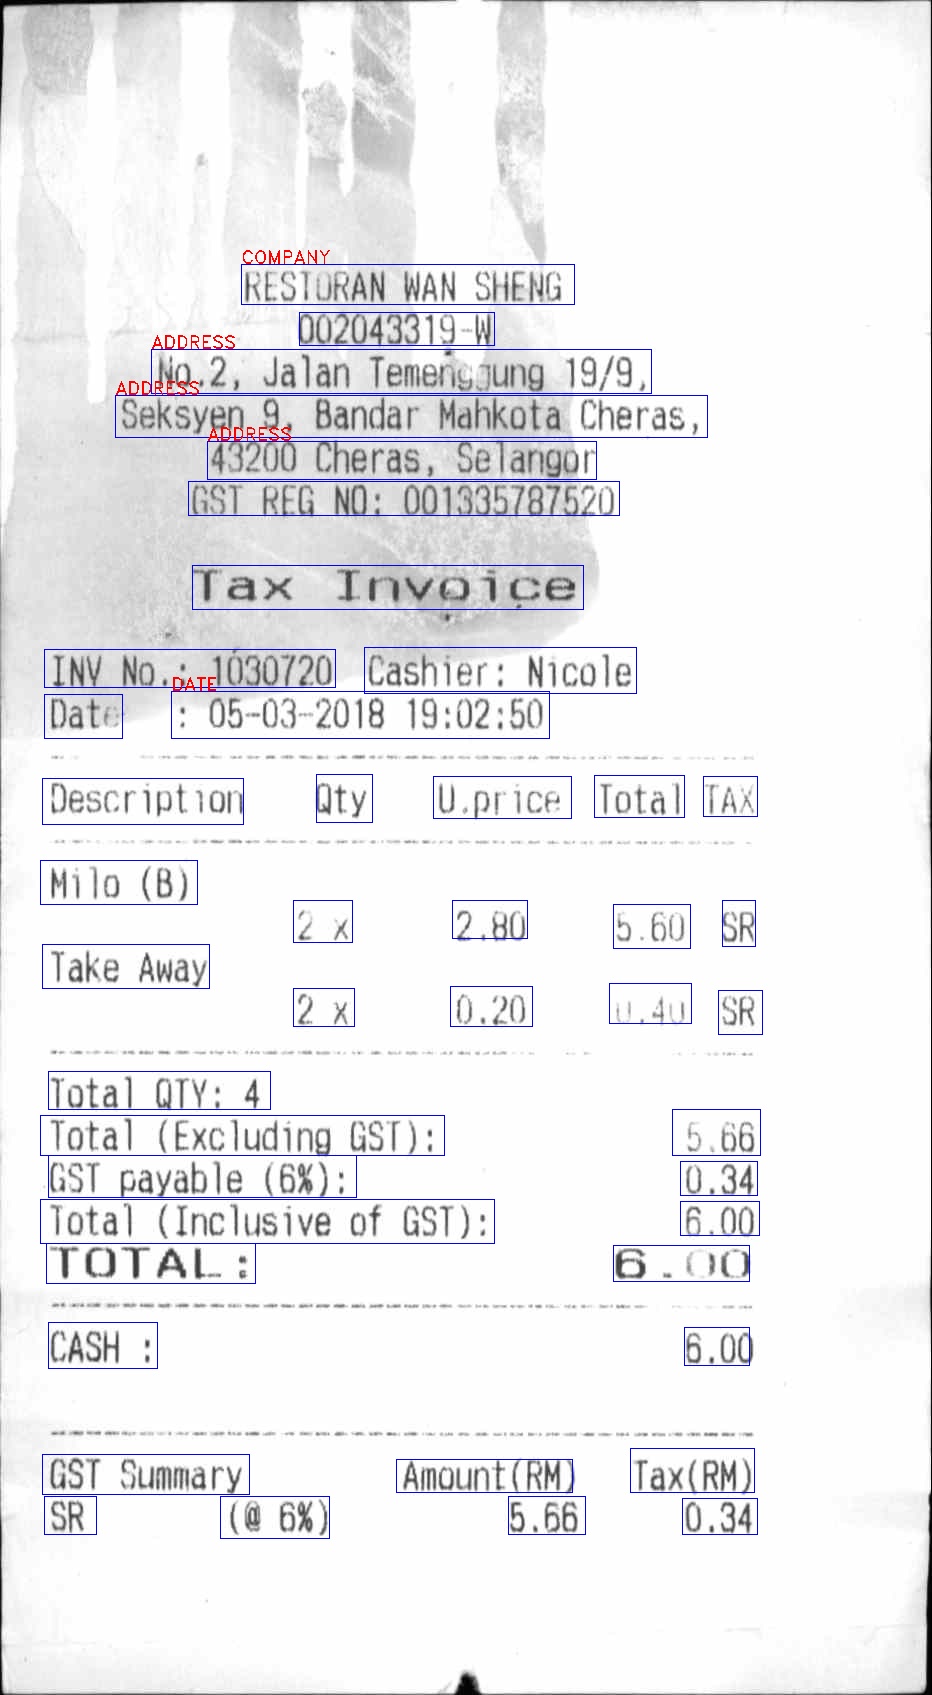 COMPANY
RESTORAN WAN SHENG
002043319-W
ADDRESS
No.2, Jalan Temenggung 19/9,
ADDRESS
Seksyen 9, Bandar Mahkota Cheras,
ADDRESS
43200 Cheras, Selangor
GST REG NO: 001335787520
Tax Invoice
INV No.: 1030720 Cashier: Nicole
DATE
Date : 05-03-2018 19:02:50
Description Qty U.price Total TAX
Milo (B)
2 x 2.80 5.60 SR
Take Away
2 x 0.20 0.40 SR
Total QTY: 4
Total (Excluding GST): 5.66
GST payable (6%): 0.34
Total (Inclusive of GST): 6.00
TOTAL: 6.00
CASH : 6.00
GST Summary Amount(RM) Tax(RM)
SR (@ 6%) 5.66 0.34